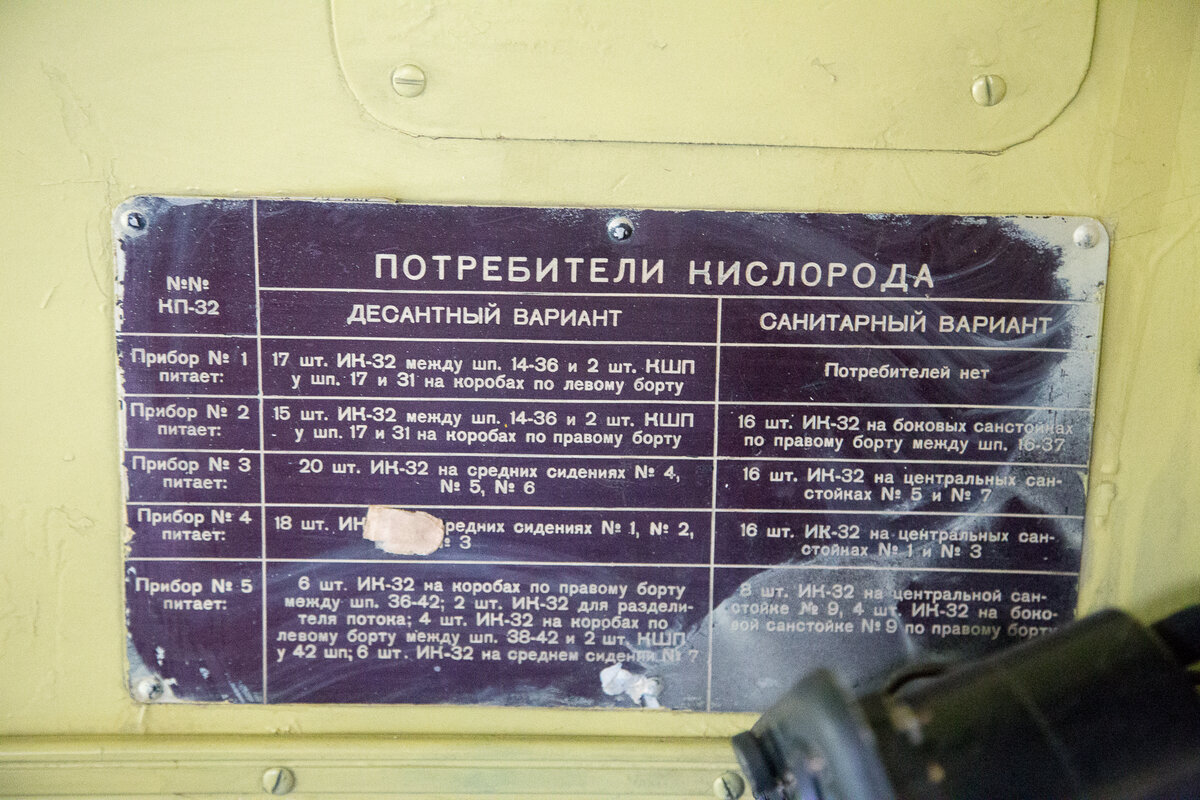 №№
КП-32
ПОТРЕБИТЕЛИ КИСЛОРОДА
ДЕСАНТНЫЙ ВАРИАНТ
САНИТАРНЫЙ ВАРИАНТ
Прибор № 1
питает:
17 шт. ИК-32 между шп. 14-36 и 2 шт. КШП
у шп. 17 и 31 на коробах по левому борту
Потребителей нет
Прибор № 2
питает:
15 шт. ИК-32 между шп. 14-36 и 2 шт. КШП
у шп. 17 и 31 на коробах по правому борту
16 шт. ИК-32 на боковых санстойках
по правому борту между шп. 16-37
Прибор № 3
питает:
20 шт. ИК-32 на средних сидениях № 4,
№ 5, № 6
16 шт. ИК-32 на центральных сан-
стойках № 5 и № 7
Прибор № 4
питает:
18 шт. ИК редних сидениях № 1, № 2,
№ 3
16 шт. ИК-32 на центральных сан-
стойках № 1 и № 3
Прибор № 5
питает:
6 шт. ИК-32 на коробах по правому борту
между шп. 36-42; 2 шт. ИК-32 для раздели-
теля потока; 4 шт. ИК-32 на коробах по
левому борту между шп. 38-42 и 2 шт. КШП
у 42 шп; 6 шт. ИК-32 на среднем сидении № 7
8 шт. ИК-32 на центральной сан-
стойке № 9, 4 шт. ИК-32 на боко-
вой санстойке № 9 по правому борту